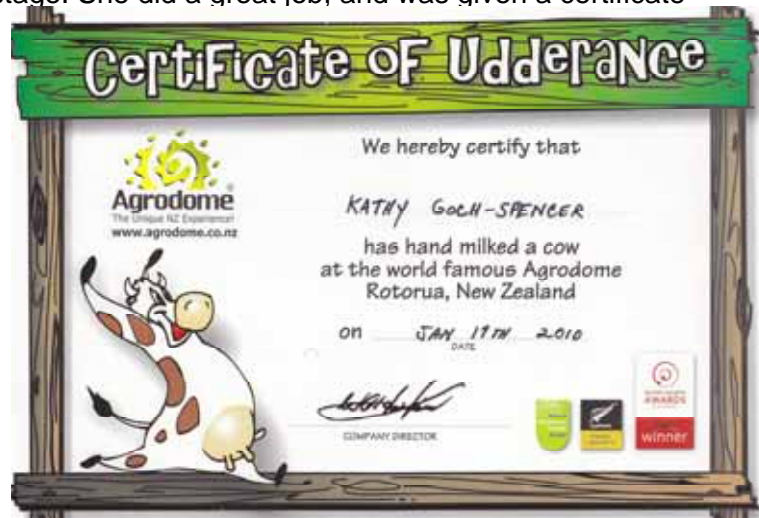 stage. She did a great job, and was given a certificate
Certificate of Udderance
We hereby certify that
Agrodome
The Unique NZ Experience!
www.agrodome.co.nz
KATHY GOCH-SPENCER
has hand milked a cow
at the world famous Agrodome
Rotorua, New Zealand
on JAN 19TH 2010
DATE
COMPANY DIRECTOR
AWARDS
winner